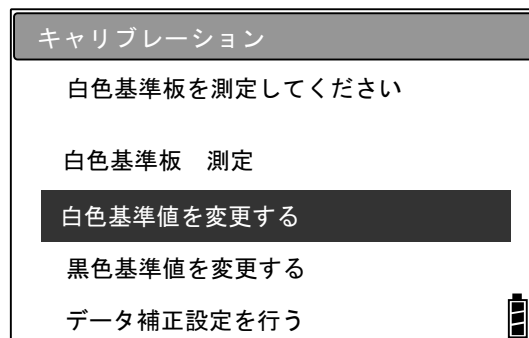 キャリブレーション
白色基準板を測定してください
白色基準板　測定
白色基準値を変更する
黒色基準値を変更する
データ補正設定を行う